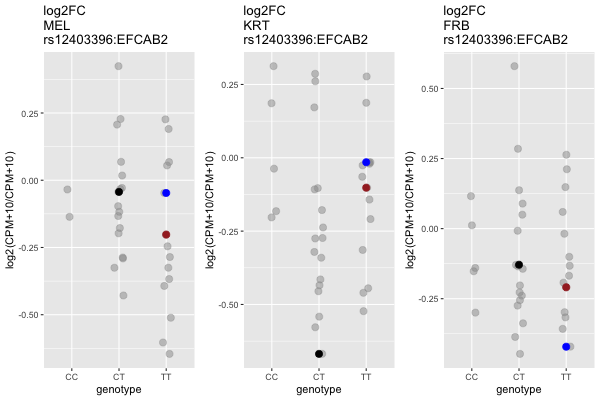 log2FC
MEL
rs12403396:EFCAB2
log2(CPM+10/CPM+10)
0.25
0.00
-0.25
-0.50
CC CT TT
genotype
log2FC
KRT
rs12403396:EFCAB2
log2(CPM+10/CPM+10)
0.25
0.00
-0.25
-0.50
CC CT TT
genotype
log2FC
FRB
rs12403396:EFCAB2
log2(CPM+10/CPM+10)
0.50
0.25
0.00
-0.25
CC CT TT
genotype